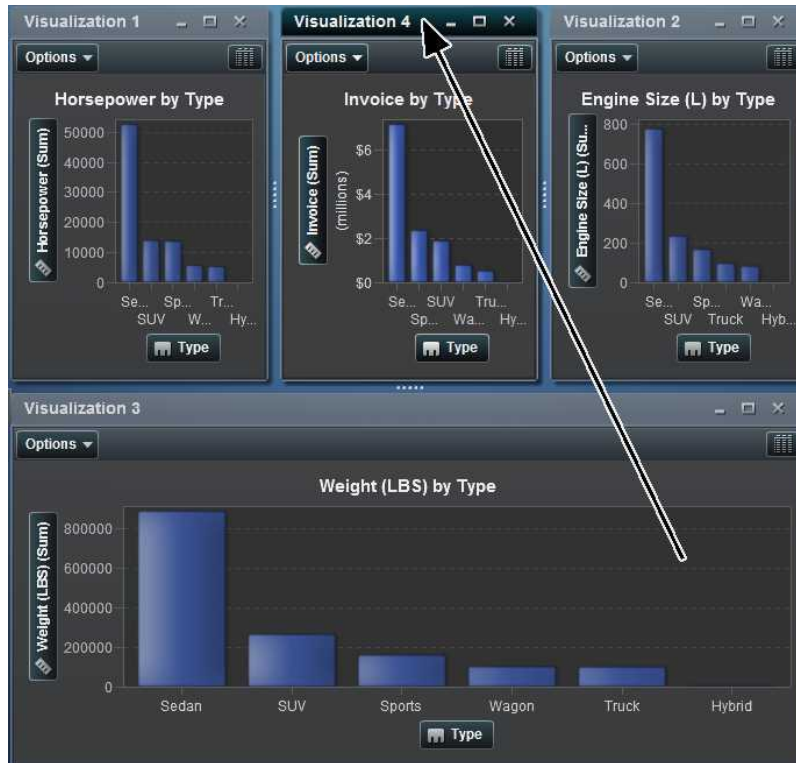 Visualization 1
Options
Horsepower by Type
Horsepower (Sum)
50000
40000
30000
20000
10000
0
Se... Sp... Tr...
SUV W... Hy...
Type
Visualization 4
Options
Invoice by Type
Invoice (Sum)
(millions)
$6
$4
$2
$0
Se... SUV Tru...
Sp... Wa... Hy...
Type
Visualization 2
Options
Engine Size (L) by Type
Engine Size (L) (Su...
800
600
400
200
0
Se... Sp... Wa...
SUV Truck Hyb...
Type
Visualization 3
Options
Weight (LBS) by Type
Weight (LBS) (Sum)
800000
600000
400000
200000
0
Sedan SUV Sports Wagon Truck Hybrid
Type